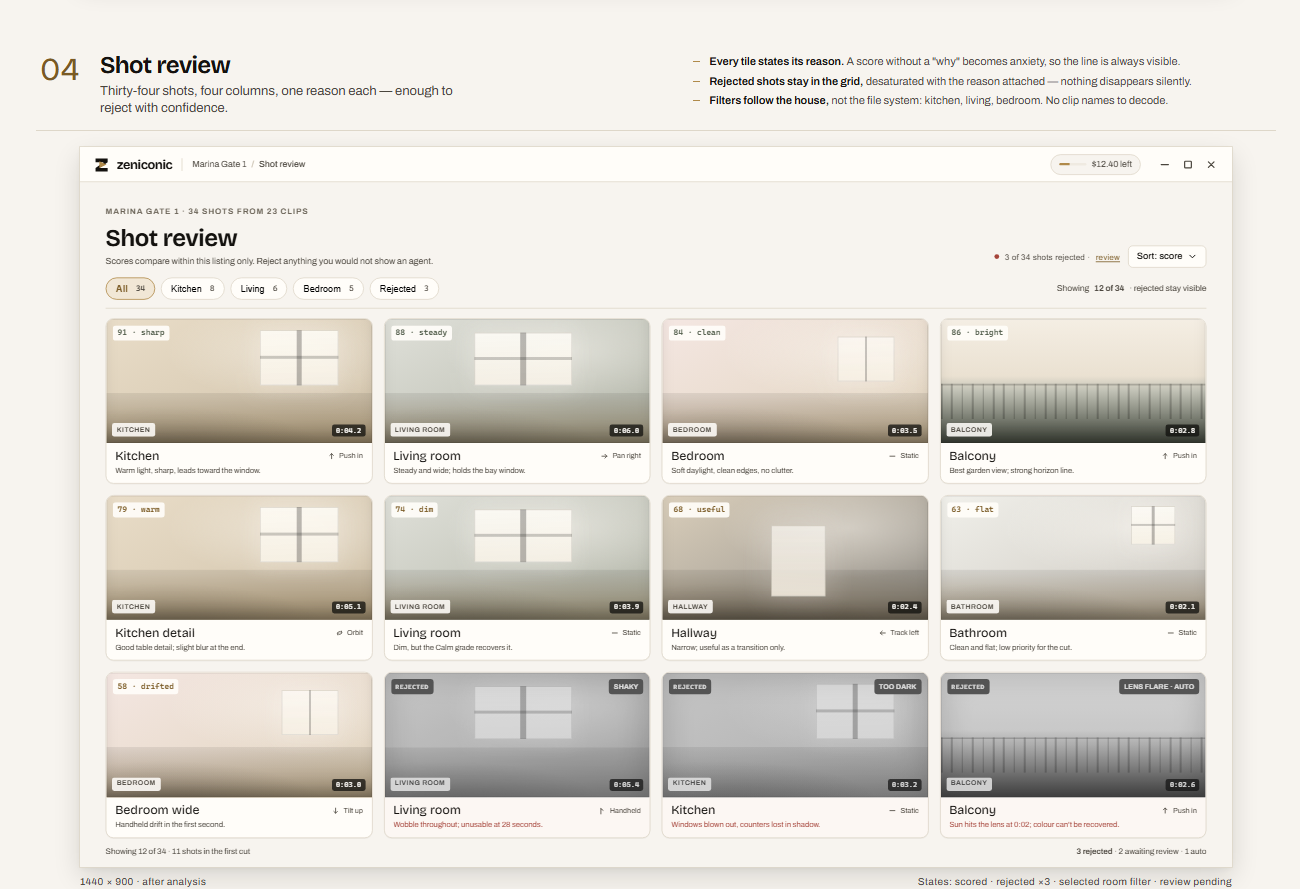 04
Shot review
Thirty-four shots, four columns, one reason each — enough to
reject with confidence.
— Every tile states its reason. A score without a "why" becomes anxiety, so the line is always visible.
— Rejected shots stay in the grid, desaturated with the reason attached — nothing disappears silently.
— Filters follow the house, not the file system: kitchen, living, bedroom. No clip names to decode.
zeniconic
Marina Gate 1 / Shot review
$12.40 left
MARINA GATE 1 · 34 SHOTS FROM 23 CLIPS
Shot review
Scores compare within this listing only. Reject anything you would not show an agent.
3 of 34 shots rejected · review
Sort: score
All 34
Kitchen 8
Living 6
Bedroom 5
Rejected 3
Showing 12 of 34 · rejected stay visible
91 · sharp
KITCHEN
0:04.2
Kitchen
↑ Push in
Warm light, sharp, leads toward the window.
88 · steady
LIVING ROOM
0:06.0
Living room
→ Pan right
Steady and wide; holds the bay window.
84 · clean
BEDROOM
0:03.5
Bedroom
— Static
Soft daylight, clean edges, no clutter.
86 · bright
BALCONY
0:02.8
Balcony
↑ Push in
Best garden view; strong horizon line.
79 · warm
KITCHEN
0:05.1
Kitchen detail
Orbit
Good table detail; slight blur at the end.
74 · dim
LIVING ROOM
0:03.9
Living room
— Static
Dim, but the Calm grade recovers it.
68 · useful
HALLWAY
0:02.4
Hallway
← Track left
Narrow; useful as a transition only.
63 · flat
BATHROOM
0:02.1
Bathroom
— Static
Clean and flat; low priority for the cut.
58 · drifted
BEDROOM
0:03.0
Bedroom wide
↓ Tilt up
Handheld drift in the first second.
REJECTED
SHAKY
LIVING ROOM
0:05.4
Living room
Handheld
Wobble throughout; unusable at 28 seconds.
REJECTED
TOO DARK
KITCHEN
0:03.2
Kitchen
— Static
Windows blown out, counters lost in shadow.
REJECTED
LENS FLARE · AUTO
BALCONY
0:02.6
Balcony
↑ Push in
Sun hits the lens at 0:02; colour can't be recovered.
Showing 12 of 34 · 11 shots in the first cut
3 rejected · 2 awaiting review · 1 auto
1440 × 900 · after analysis
States: scored · rejected ×3 · selected room filter · review pending